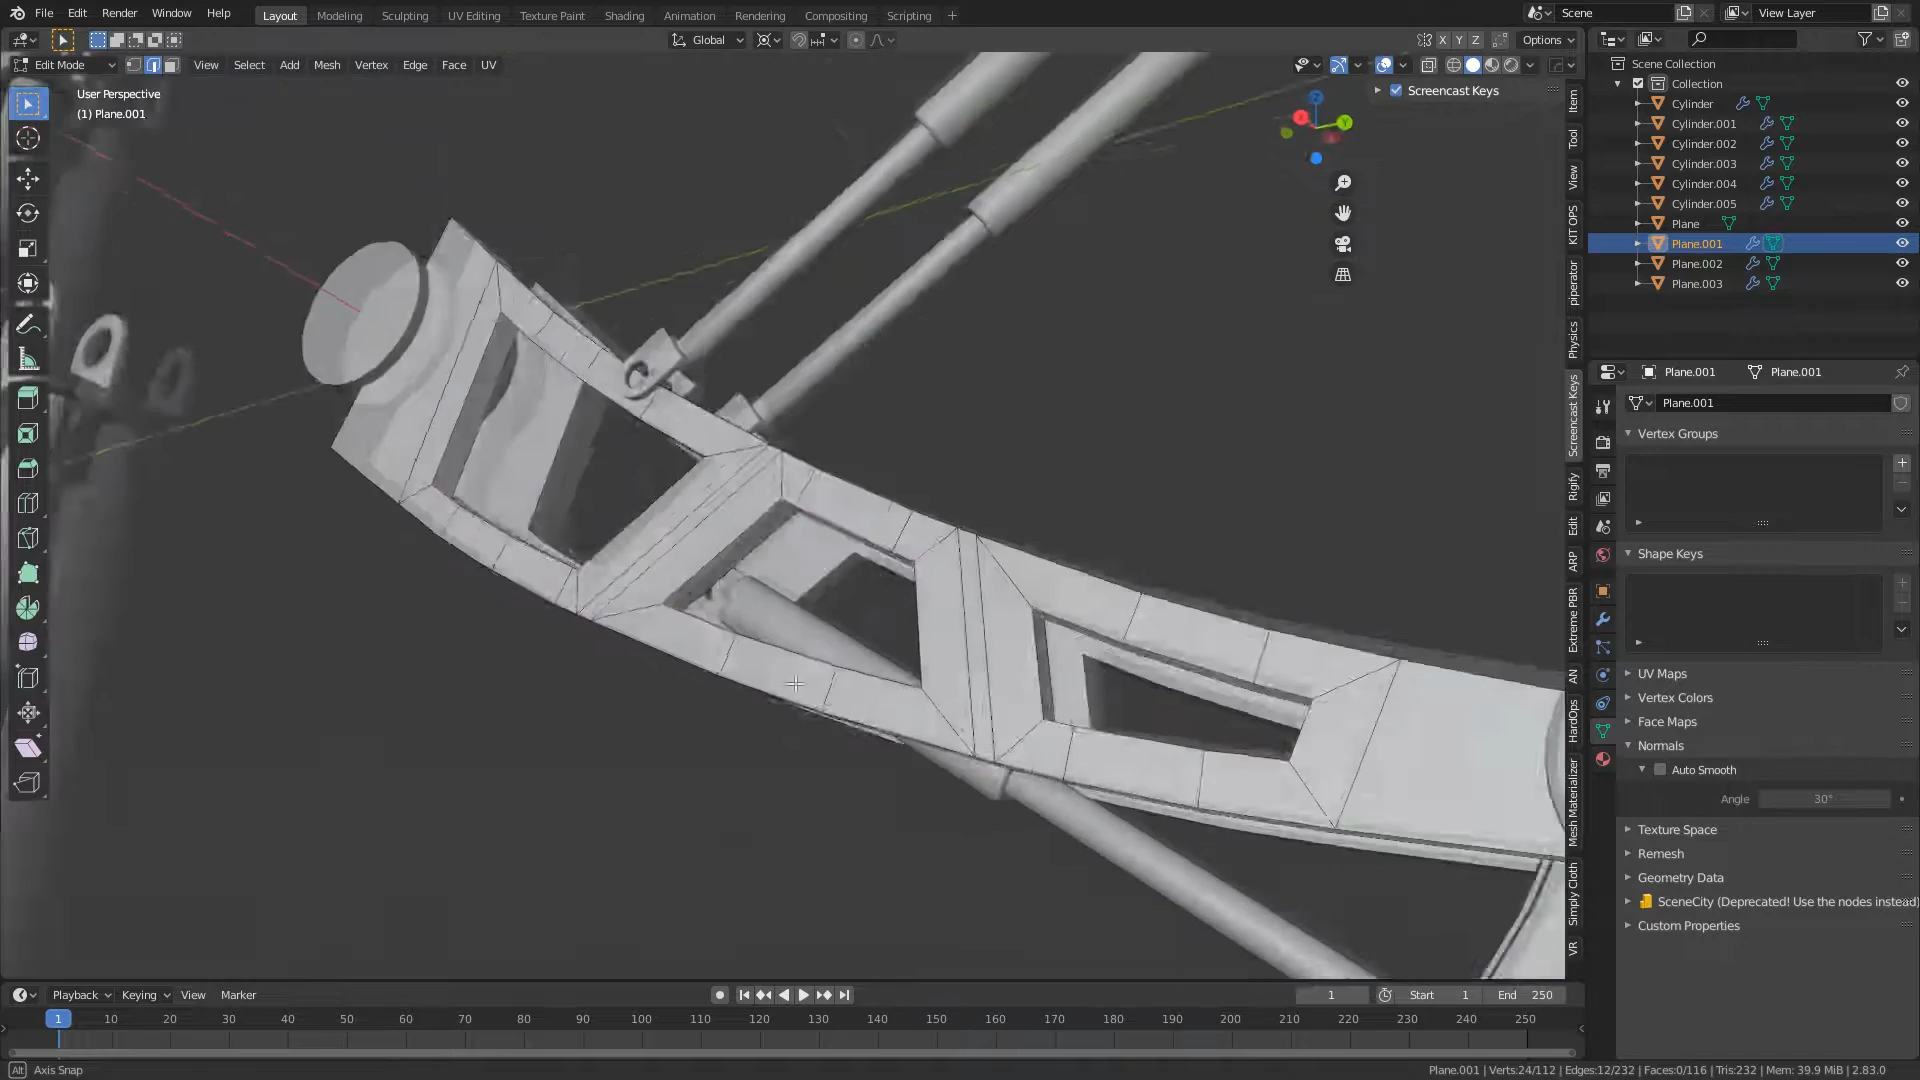 File Edit Render Window Help
Layout Modeling Sculpting UV Editing Texture Paint Shading Animation Rendering Compositing Scripting +
Scene
View Layer
Global
X Y Z Options
Edit Mode View Select Add Mesh Vertex Edge Face UV
User Perspective
(1) Plane.001
Screencast Keys
Z
Y
Item
Tool
View
KIT OPS
piperator
Physics
Screencast Keys
Rigify
Edit
ARP
Extreme PBR
AN
HardOps
Mesh Materializer
Simply Cloth
VR
Scene Collection
Collection
Cylinder
Cylinder.001
Cylinder.002
Cylinder.003
Cylinder.004
Cylinder.005
Plane
Plane.001
Plane.002
Plane.003
Plane.001 Plane.001
Plane.001
Vertex Groups
Shape Keys
UV Maps
Vertex Colors
Face Maps
Normals
Auto Smooth
Angle 30°
Texture Space
Remesh
Geometry Data
SceneCity (Deprecated! Use the nodes instead)
Custom Properties
Playback Keying View Marker
1 Start 1 End 250
1 10 20 30 40 50 60 70 80 90 100 110 120 130 140 150 160 170 180 190 200 210 220 230 240 250
Alt Axis Snap
Plane.001 | Verts:24/112 | Edges:12/232 | Faces:0/116 | Tris:232 | Mem: 39.9 MiB | 2.83.0